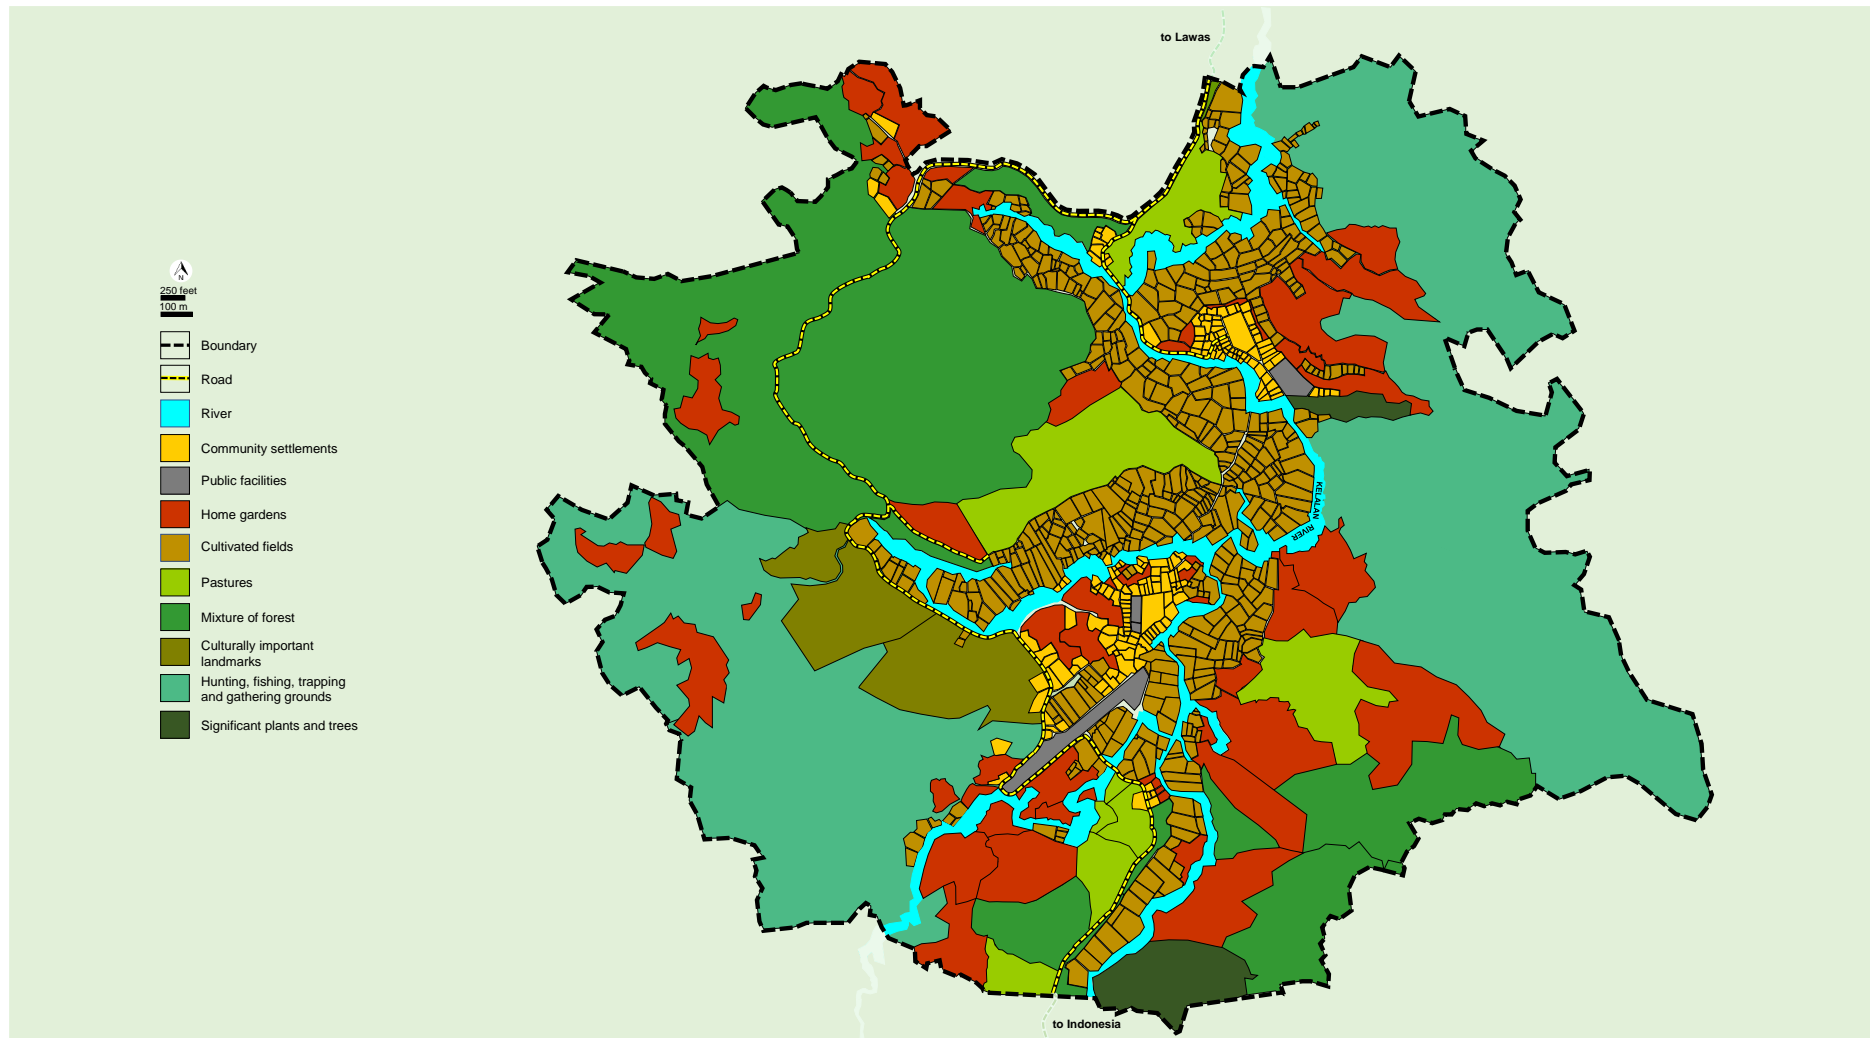 to Lawas
N
250 feet
100 m
Boundary
Road
River
Community settlements
Public facilities
Home gardens
Cultivated fields
Pastures
Mixture of forest
Culturally important
landmarks
Hunting, fishing, trapping
and gathering grounds
Significant plants and trees
KELALAN
RIVER
to Indonesia